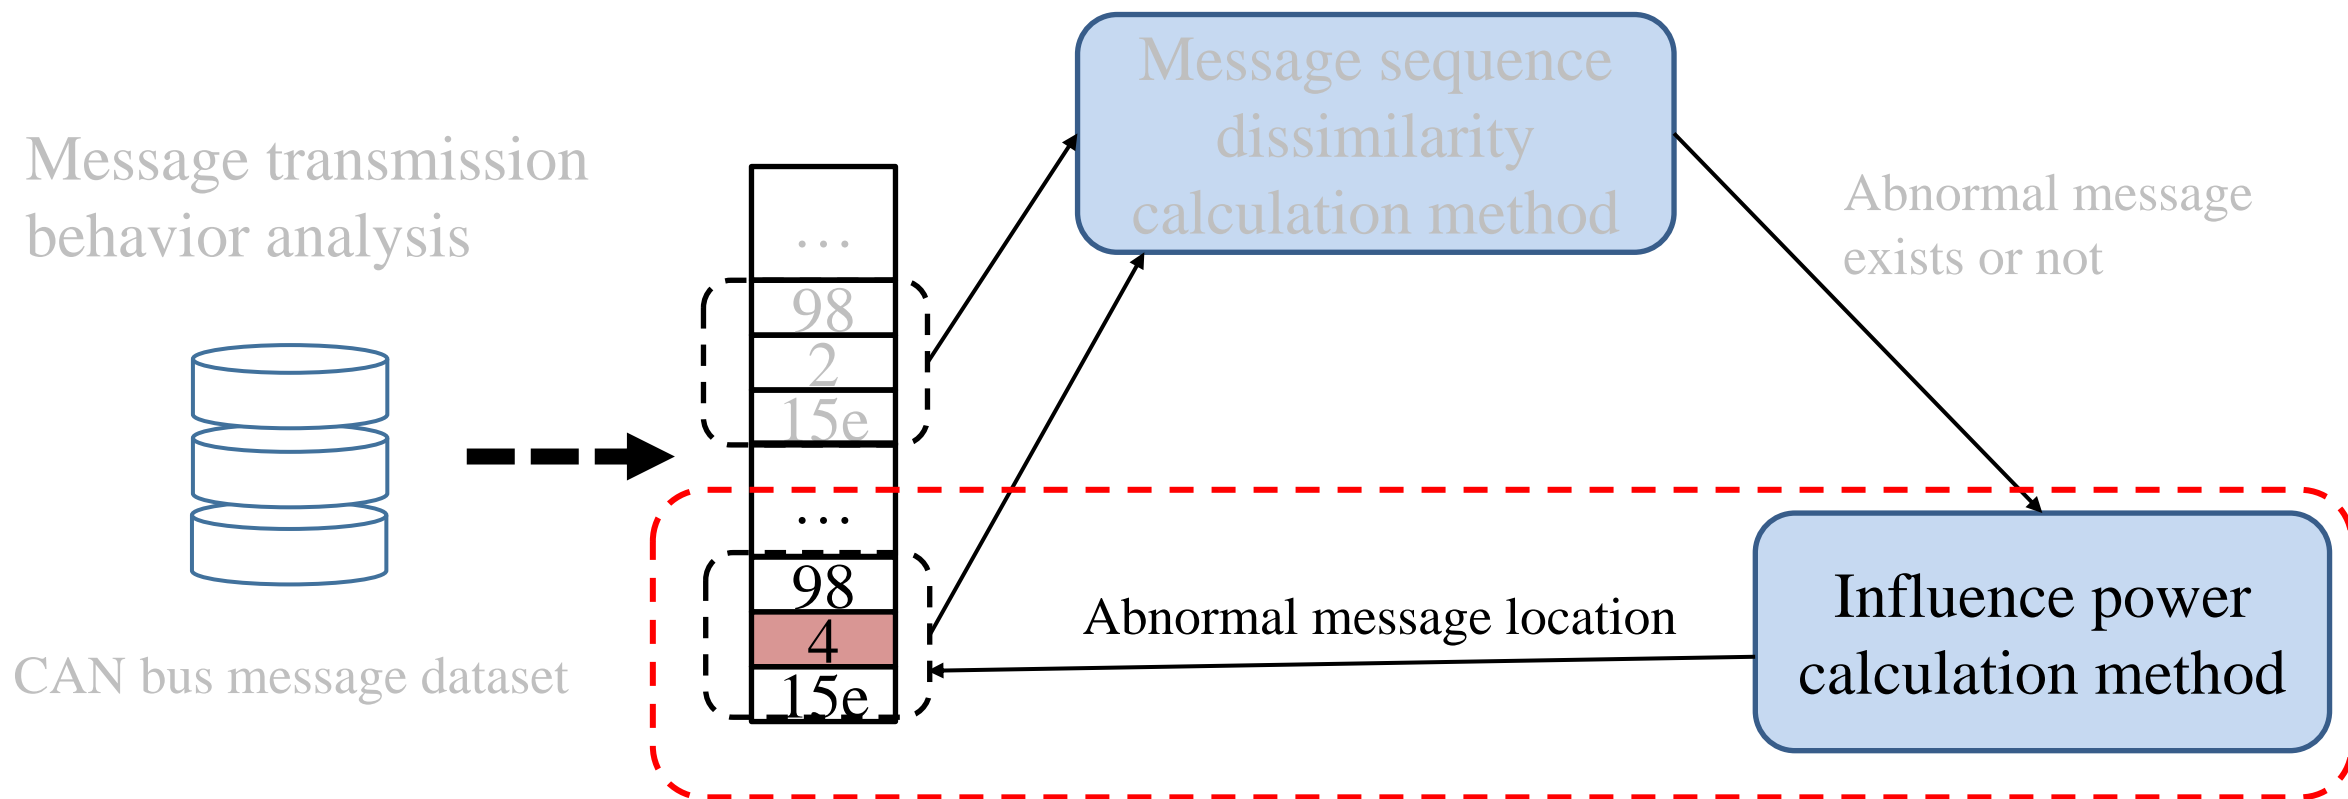 Message transmission
behavior analysis
CAN bus message dataset
…
98
2
15e
…
98
4
15e
Message sequence
dissimilarity
calculation method
Abnormal message
exists or not
Abnormal message location
Influence power
calculation method